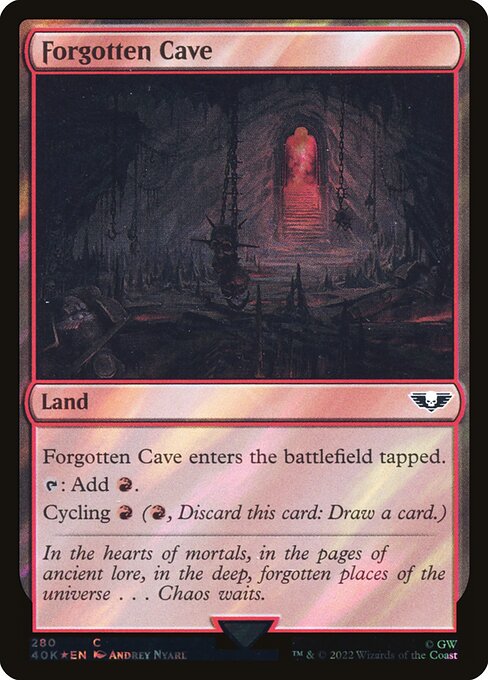 Forgotten Cave
Land
Forgotten Cave enters the battlefield tapped.
: Add .
Cycling (, Discard this card: Draw a card.)
In the hearts of mortals, in the pages of
ancient lore, in the deep, forgotten places of the
universe . . . Chaos waits.
280 C
40K★EN Andrey Nyarl
© GW
™ & © 2022 Wizards of the Coast